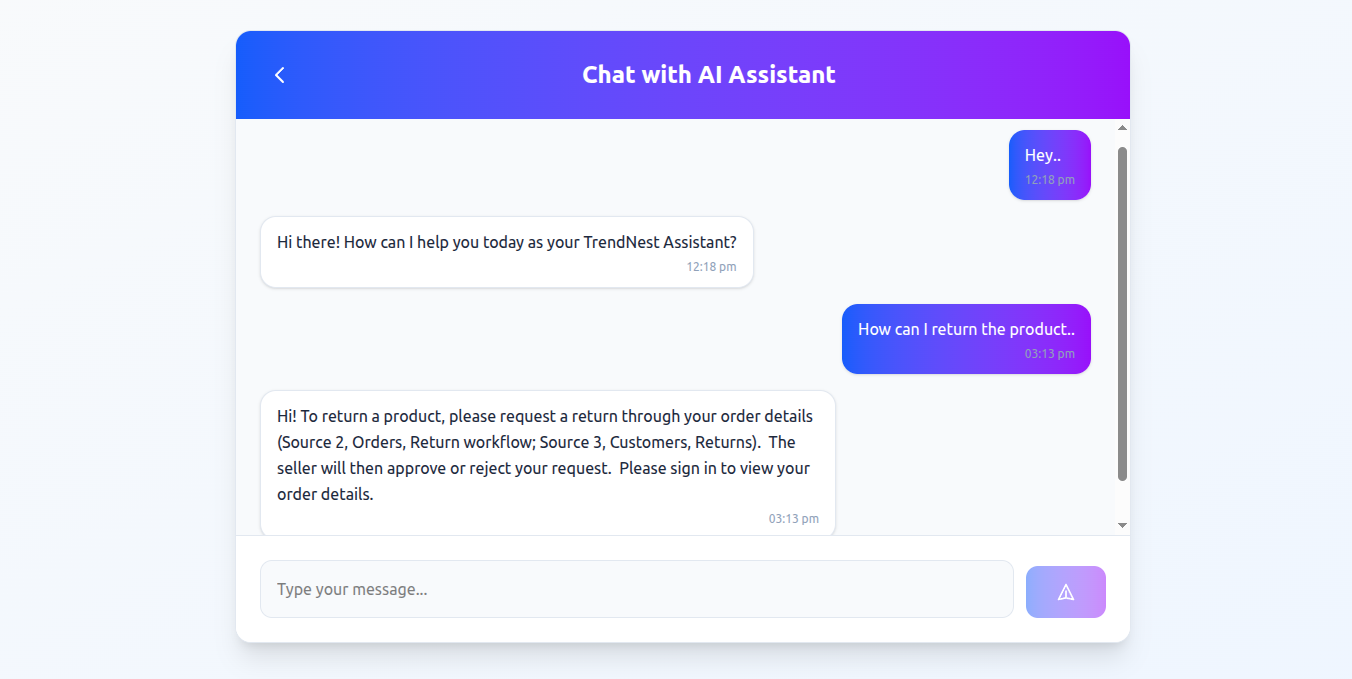 Chat with AI Assistant
Hey..
12:18 pm
Hi there! How can I help you today as your TrendNest Assistant?
12:18 pm
How can I return the product..
03:13 pm
Hi! To return a product, please request a return through your order details
(Source 2, Orders, Return workflow; Source 3, Customers, Returns).  The
seller will then approve or reject your request.  Please sign in to view your
order details.
03:13 pm
Type your message...